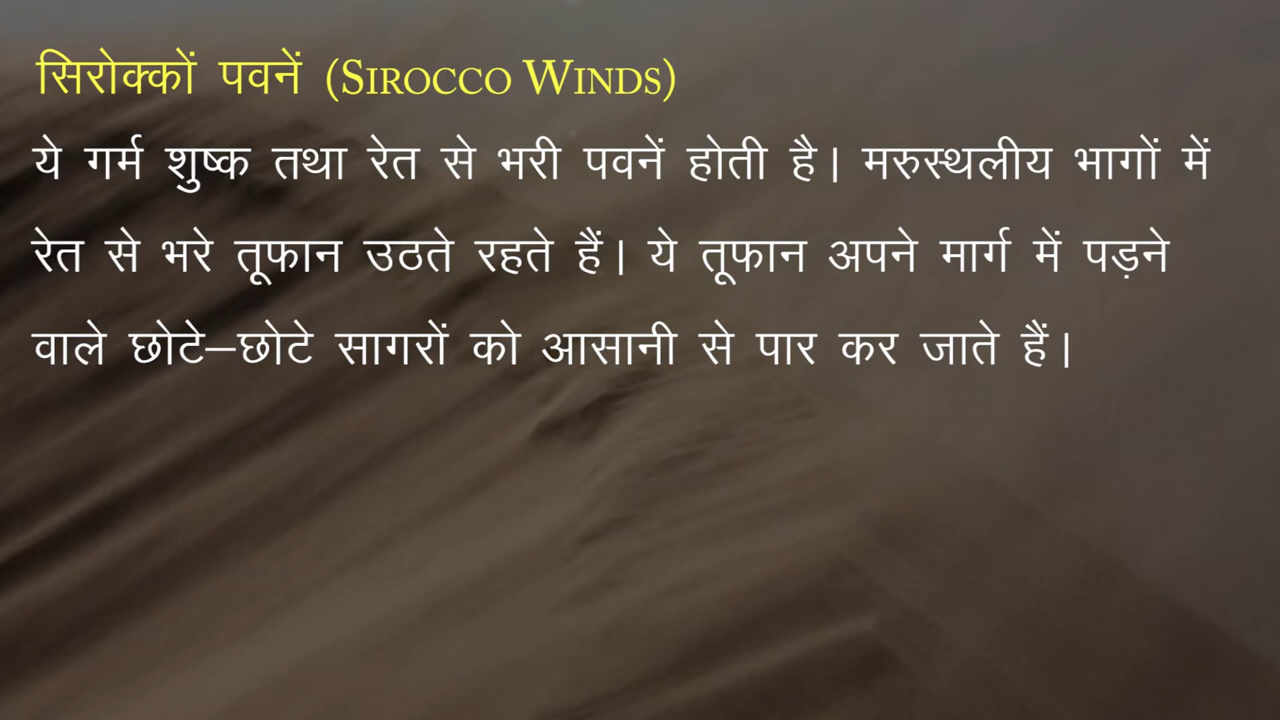 सिरोक्कों पवनें (SIROCCO WINDS)
ये गर्म शुष्क तथा रेत से भरी पवनें होती है। मरुस्थलीय भागों में
रेत से भरे तूफान उठते रहते हैं। ये तूफान अपने मार्ग में पड़ने
वाले छोटे–छोटे सागरों को आसानी से पार कर जाते हैं।